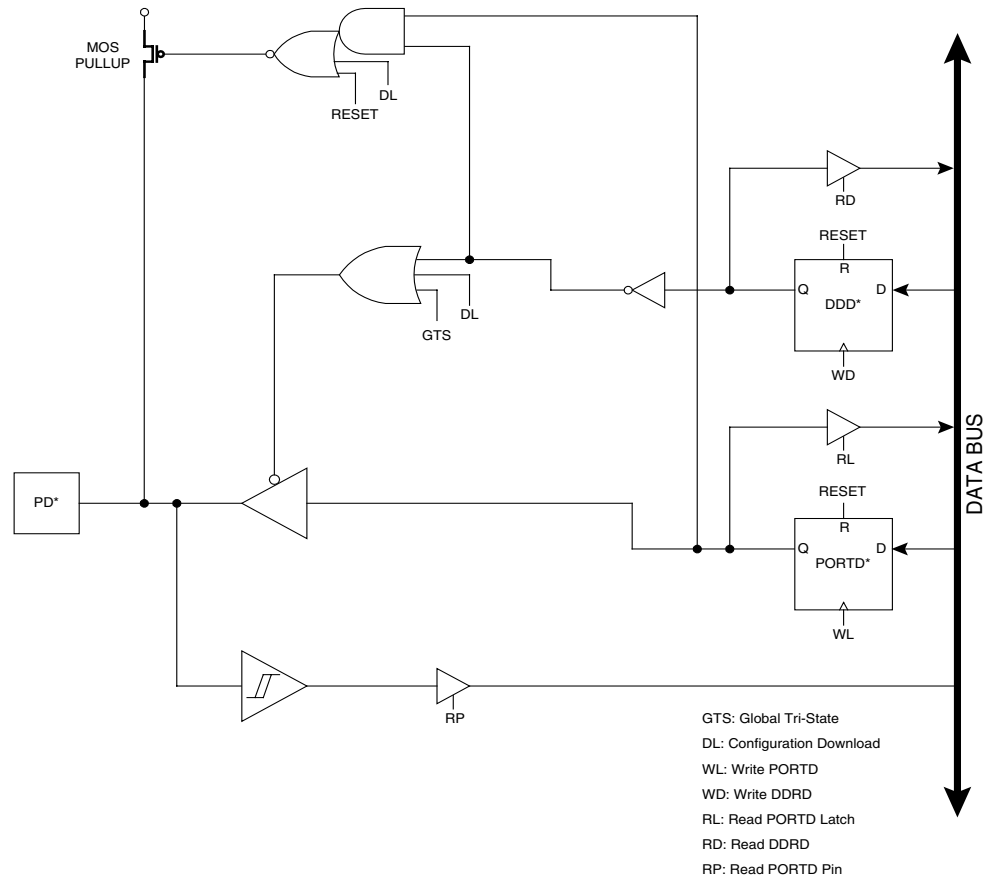 MOS
PULLUP
DL
RESET
RD
RESET
R
Q
DDD*
D
DL
GTS
WD
RL
DATA BUS
RESET
PD*
R
Q
D
PORTD*
WL
RP
GTS: Global Tri-State
DL: Configuration Download
WL: Write PORTD
WD: Write DDRD
RL: Read PORTD Latch
RD: Read DDRD
RP: Read PORTD Pin